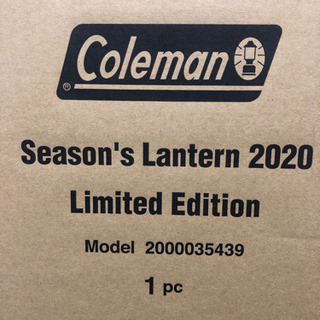 Coleman
®
Season's Lantern 2020
Limited Edition
Model 2000035439
1 pc